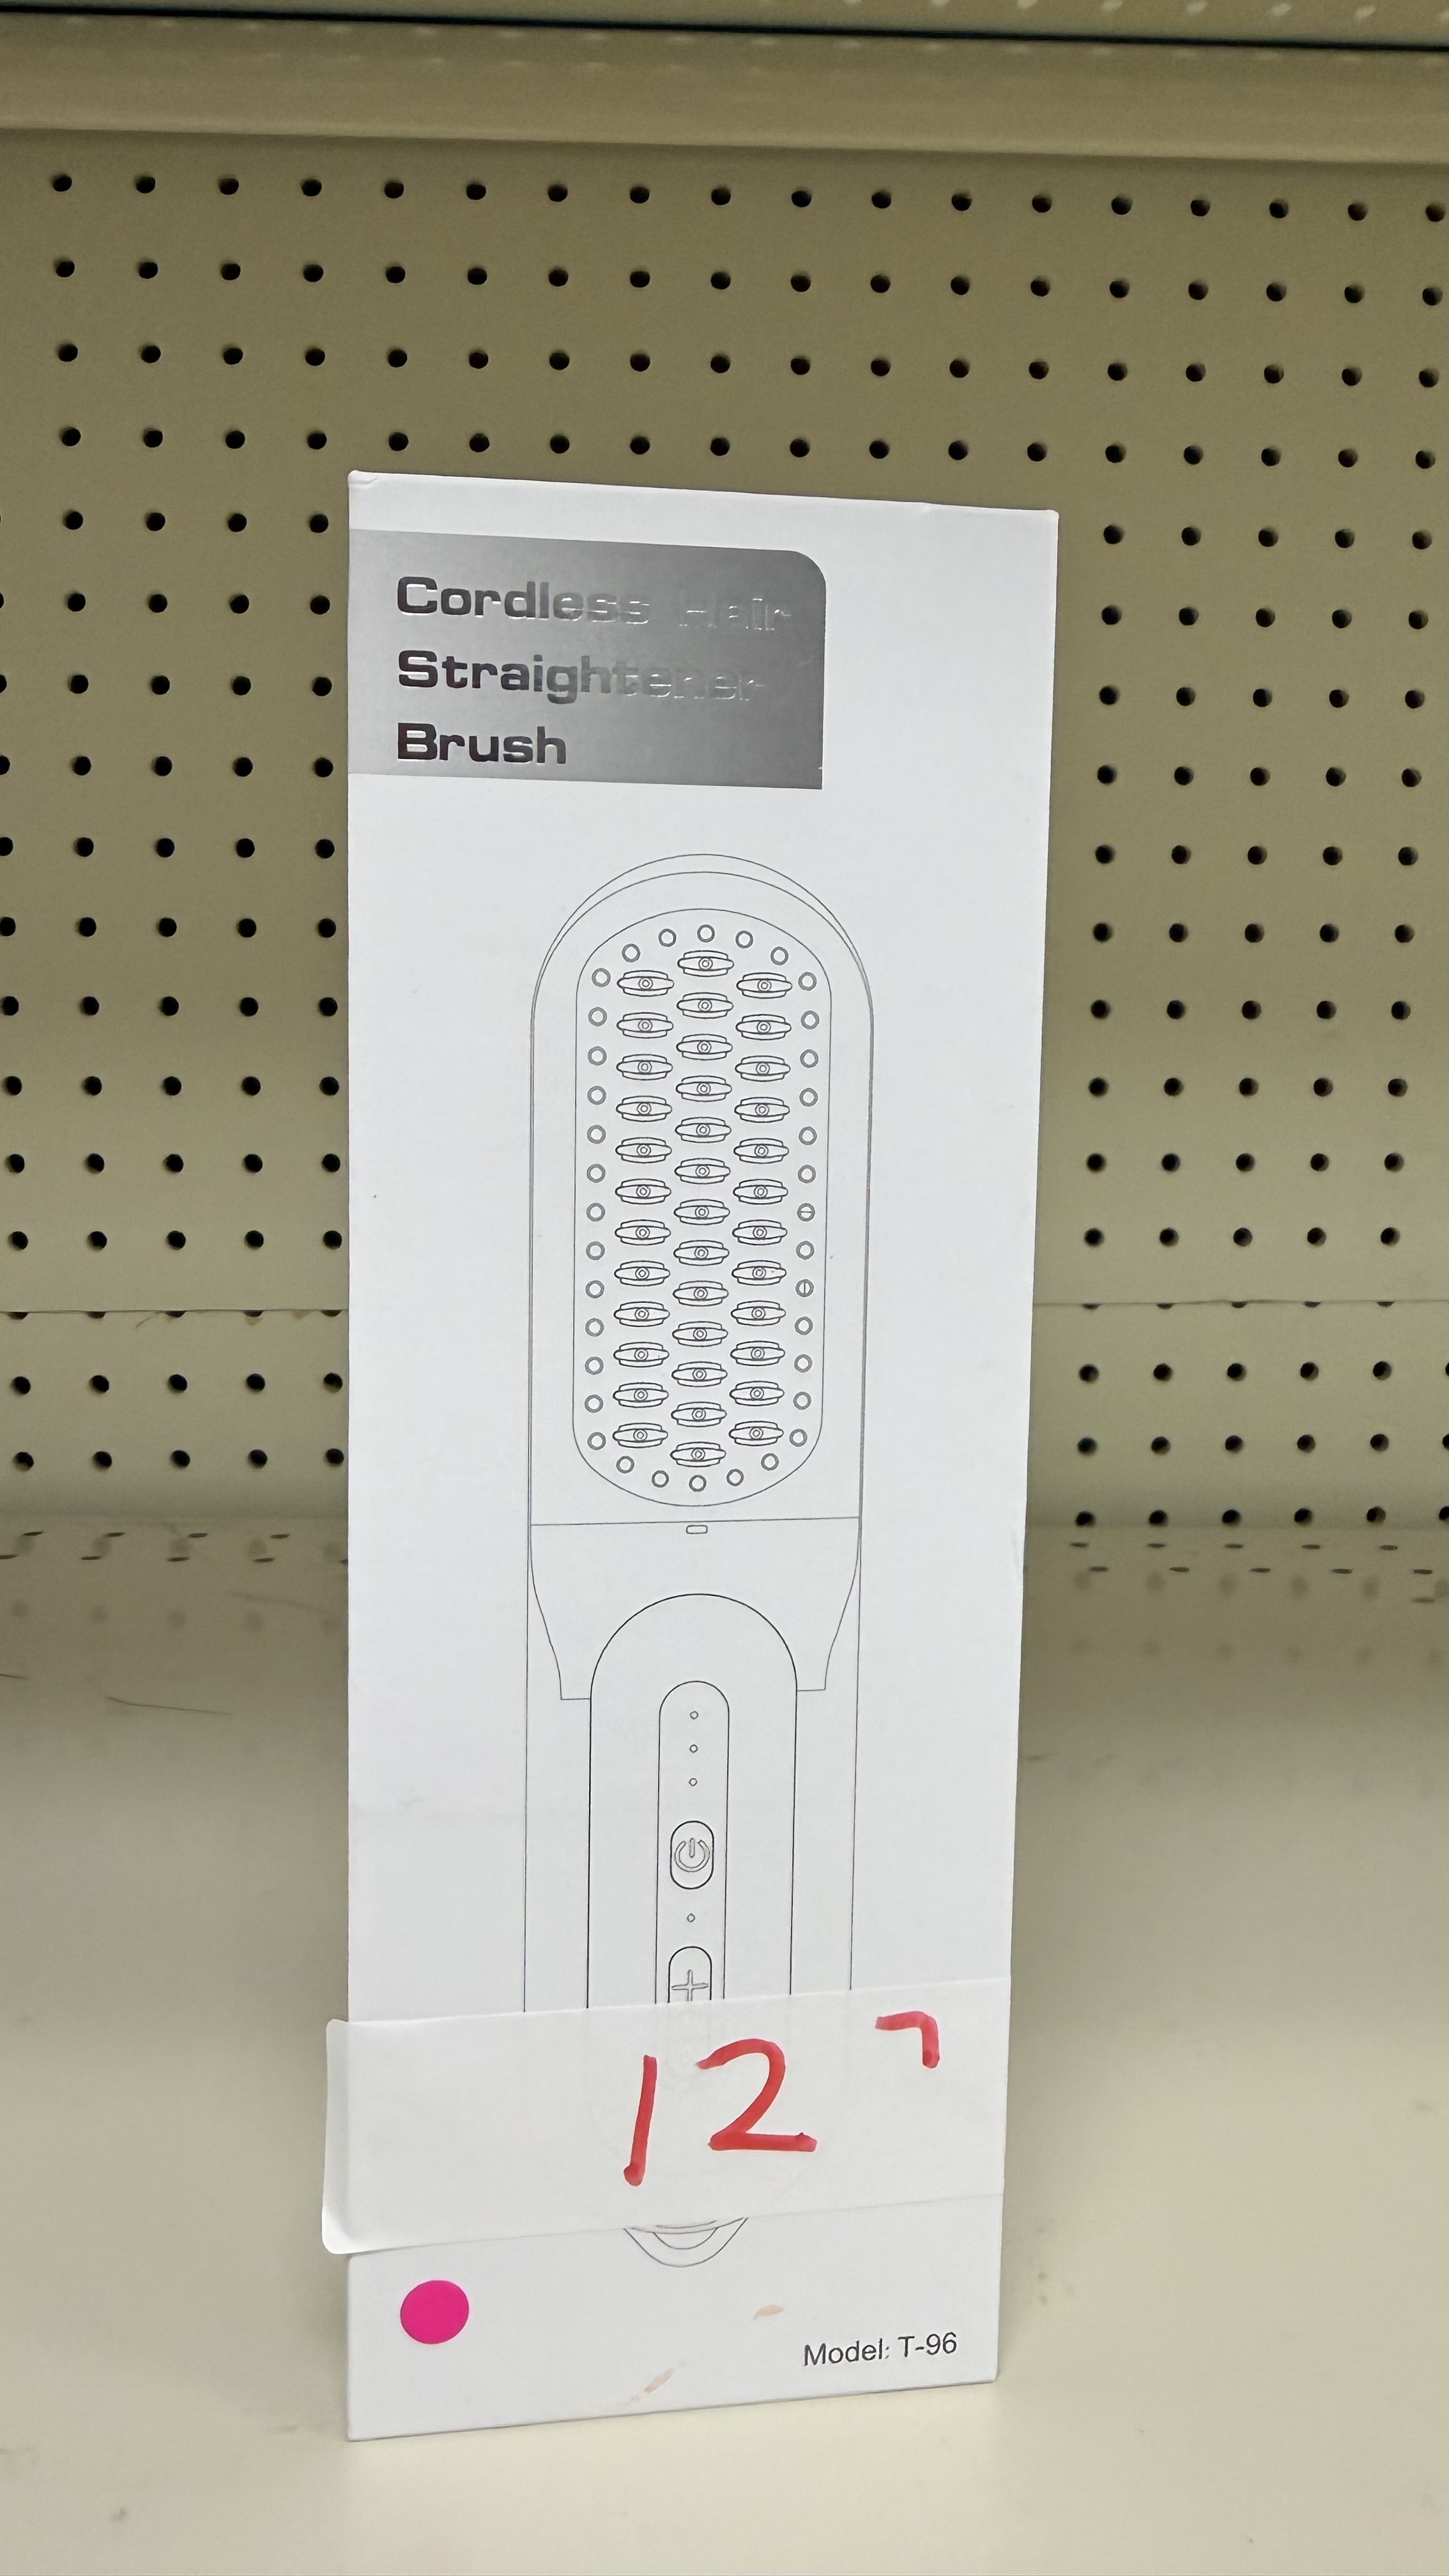 Cordless Hair
Straightener
Brush
12
Model: T-96